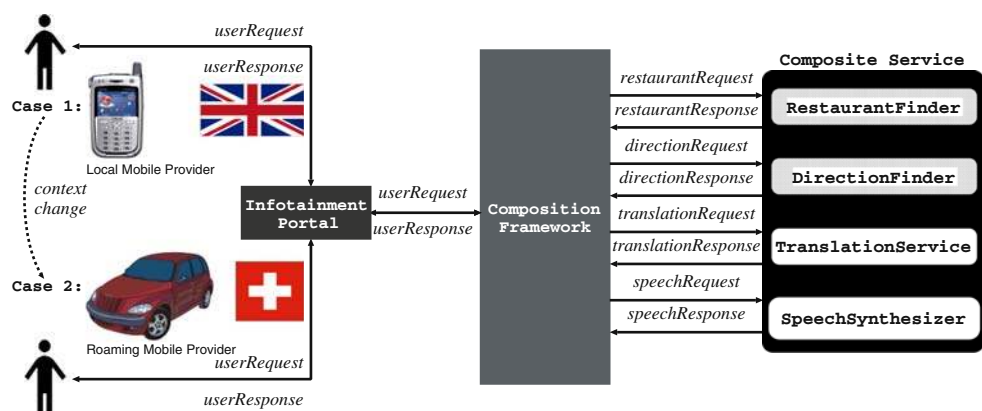 userRequest
userResponse
Case 1:
Local Mobile Provider
context
change
Infotainment
Portal
Case 2:
Roaming Mobile Provider
userRequest
userResponse
userRequest
userResponse
Composition
Framework
restaurantRequest
restaurantResponse
directionRequest
directionResponse
translationRequest
translationResponse
speechRequest
speechResponse
Composite Service
RestaurantFinder
DirectionFinder
TranslationService
SpeechSynthesizer